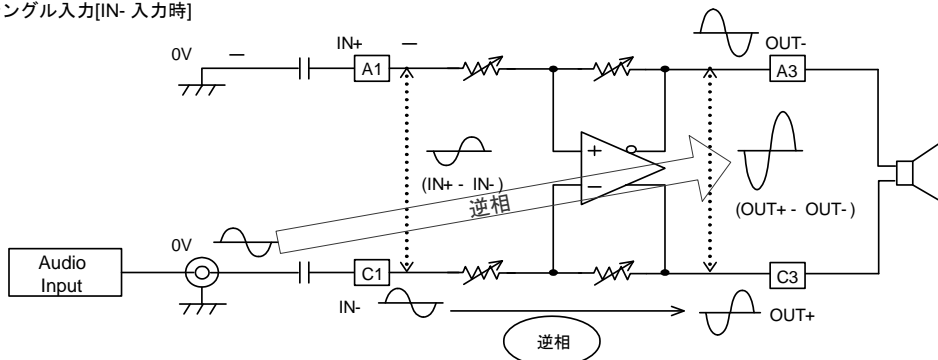 ングル入力[IN- 入力時]
0V
IN+
A1
OUT-
A3
+
−
(IN+ - IN-)
逆相
(OUT+ - OUT-)
0V
Audio
Input
C1
IN-
C3
OUT+
逆相